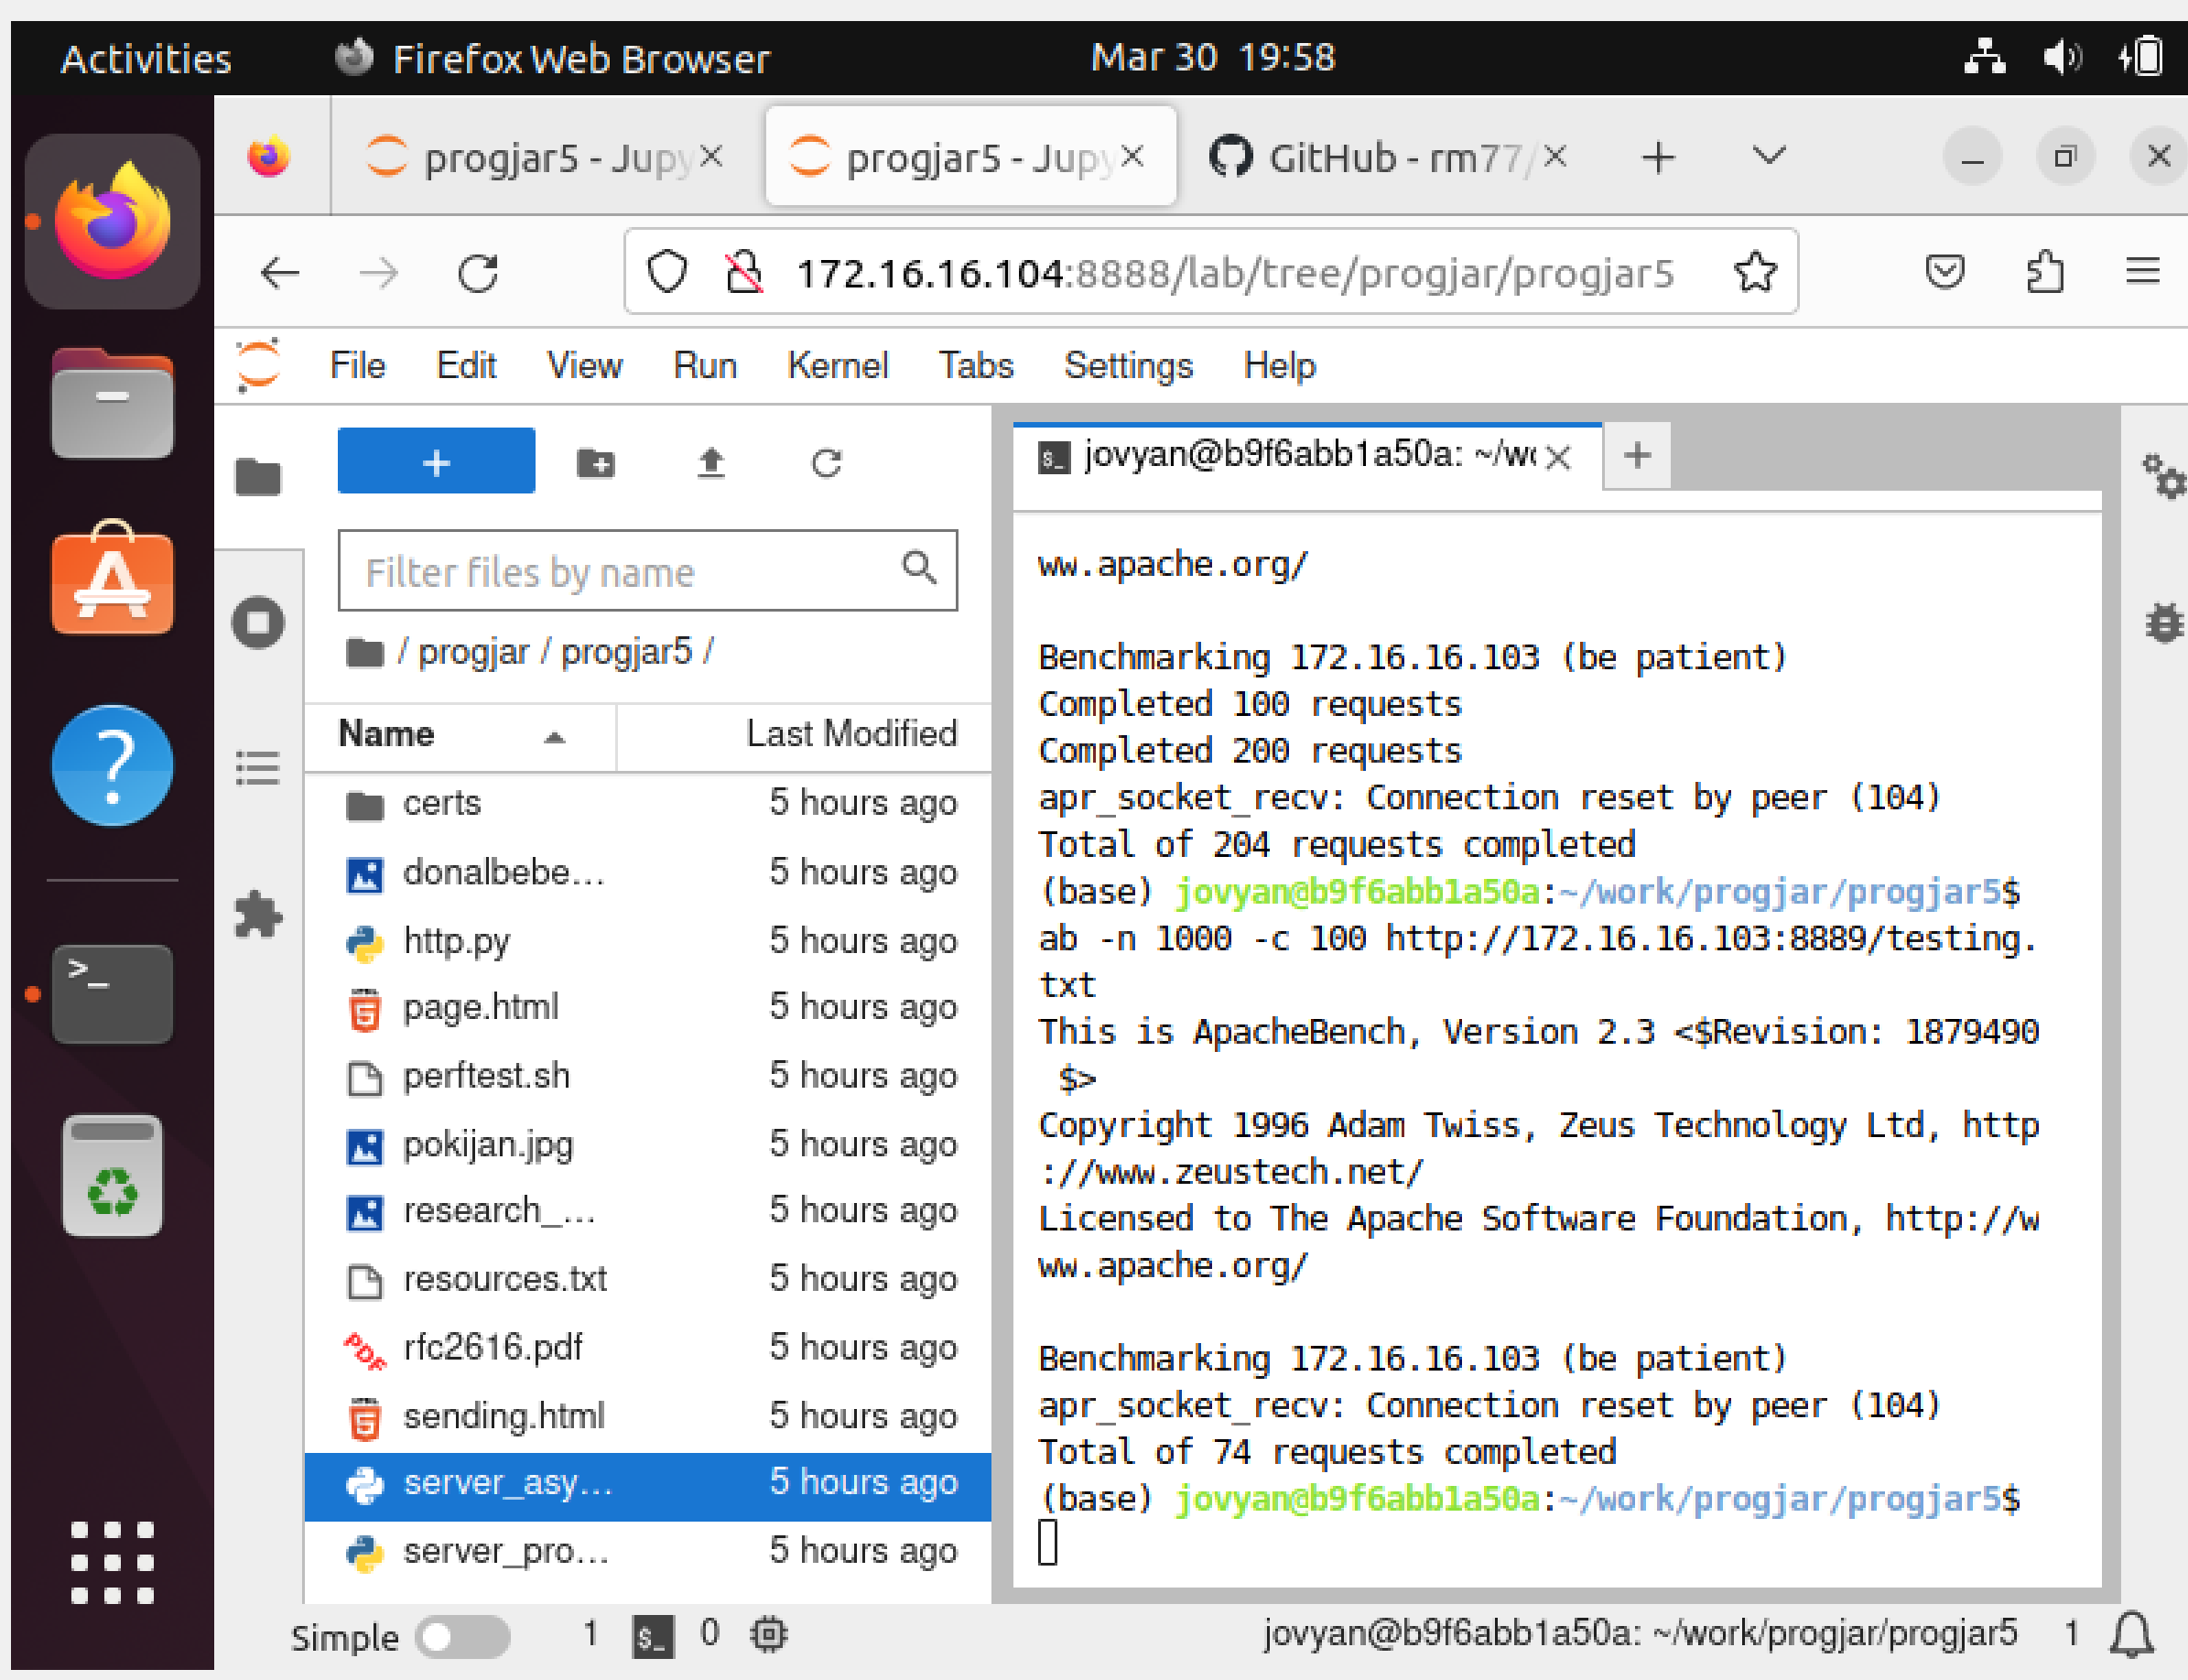 Activities Firefox Web Browser Mar 30 19:58
progjar5 - Jupy progjar5 - Jupy GitHub - rm77/
172.16.16.104:8888/lab/tree/progjar/progjar5
File Edit View Run Kernel Tabs Settings Help
jovyan@b9f6abb1a50a: ~/w
Filter files by name
/ progjar / progjar5 /
Name Last Modified
certs 5 hours ago
donalbebe... 5 hours ago
http.py 5 hours ago
page.html 5 hours ago
perftest.sh 5 hours ago
pokijan.jpg 5 hours ago
research_... 5 hours ago
resources.txt 5 hours ago
PDF rfc2616.pdf 5 hours ago
sending.html 5 hours ago
server_asy... 5 hours ago
server_pro... 5 hours ago
ww.apache.org/
Benchmarking 172.16.16.103 (be patient)
Completed 100 requests
Completed 200 requests
apr_socket_recv: Connection reset by peer (104)
Total of 204 requests completed
(base) jovyan@b9f6abb1a50a:~/work/progjar/progjar5$
ab -n 1000 -c 100 http://172.16.16.103:8889/testing.
txt
This is ApacheBench, Version 2.3 <$Revision: 1879490
$>
Copyright 1996 Adam Twiss, Zeus Technology Ltd, http
://www.zeustech.net/
Licensed to The Apache Software Foundation, http://w
ww.apache.org/
Benchmarking 172.16.16.103 (be patient)
apr_socket_recv: Connection reset by peer (104)
Total of 74 requests completed
(base) jovyan@b9f6abb1a50a:~/work/progjar/progjar5$
Simple 1 $_ 0 jovyan@b9f6abb1a50a: ~/work/progjar/progjar5 1